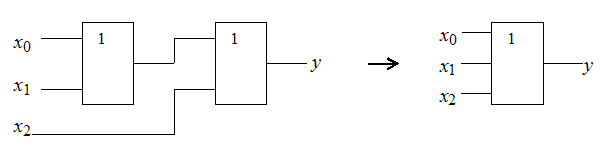 x₀ 1 1 x₀ 1
x₁ y x₁ y
x₂ x₂